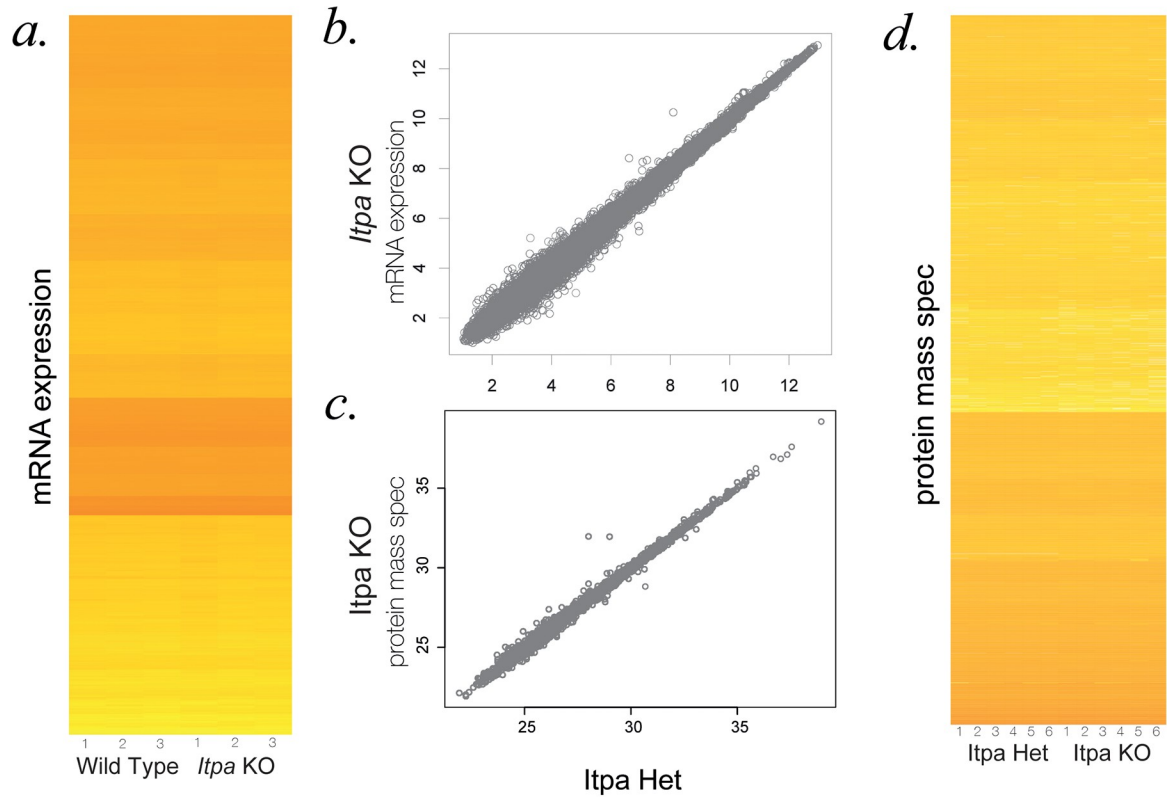 a.
mRNA expression
1 2 3 1 2 3
Wild Type Itpa KO
b.
Itpa KO
mRNA expression
12
10
8
6
4
2
2 4 6 8 10 12
c.
Itpa KO
protein mass spec
35
30
25
25 30 35
Itpa Het
d.
protein mass spec
1 2 3 4 5 6 1 2 3 4 5 6
Itpa Het Itpa KO